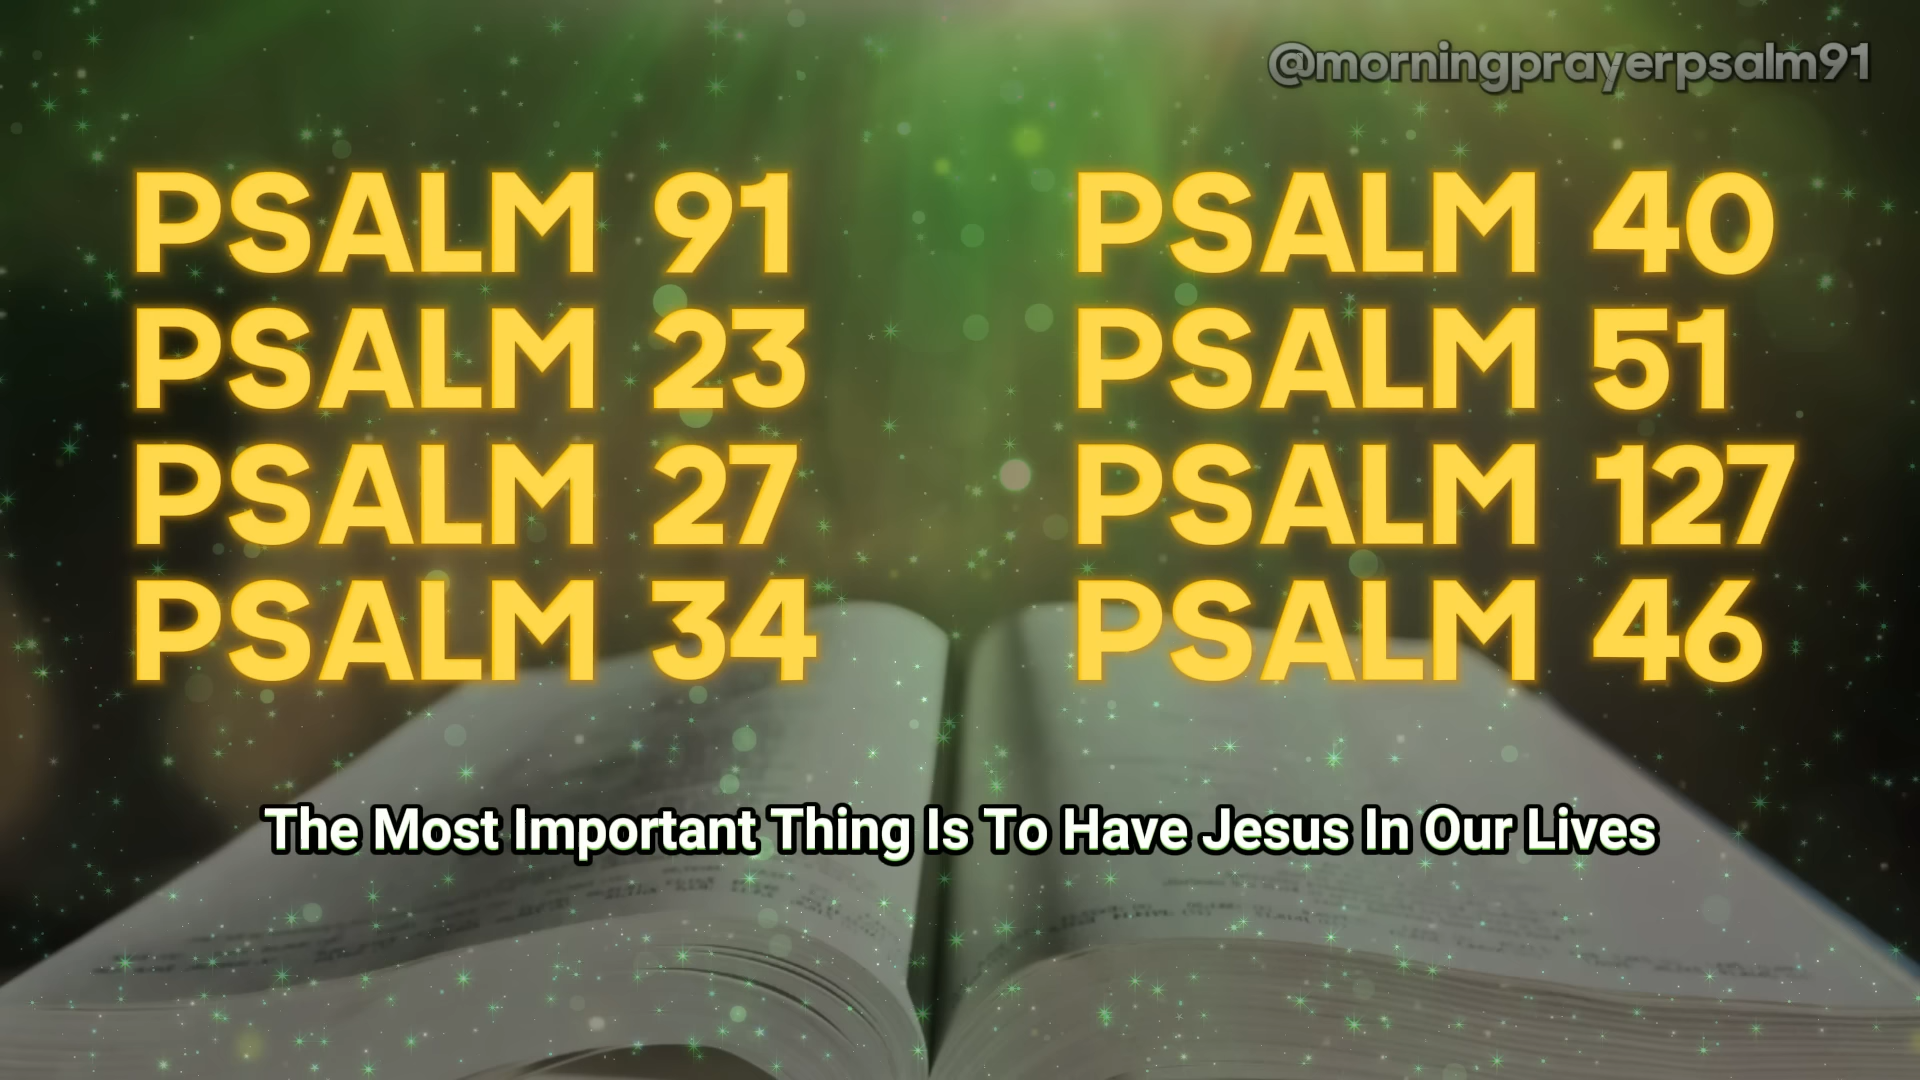 @morningprayerpsalm91
PSALM 91
PSALM 23
PSALM 27
PSALM 34
PSALM 40
PSALM 51
PSALM 127
PSALM 46
The Most Important Thing Is To Have Jesus In Our Lives